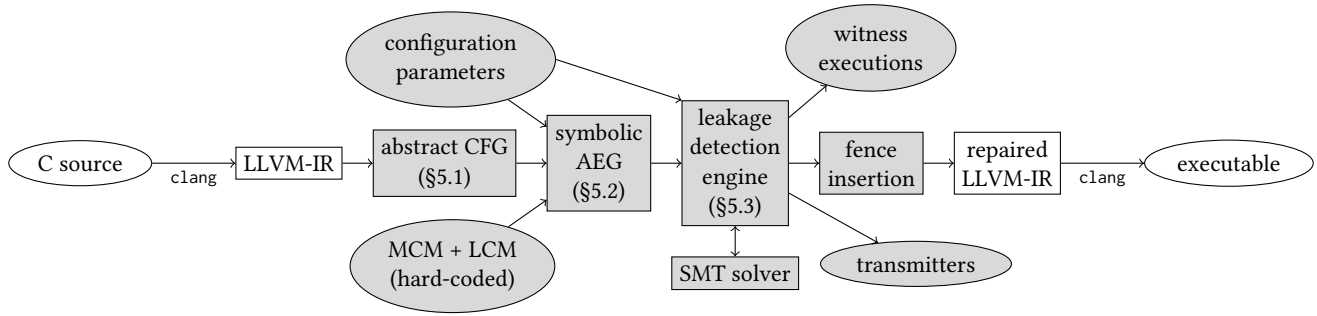 C source
clang
LLVM-IR
configuration
parameters
abstract CFG
(§5.1)
MCM + LCM
(hard-coded)
symbolic
AEG
(§5.2)
leakage
detection
engine
(§5.3)
SMT solver
witness
executions
fence
insertion
transmitters
repaired
LLVM-IR
clang
executable